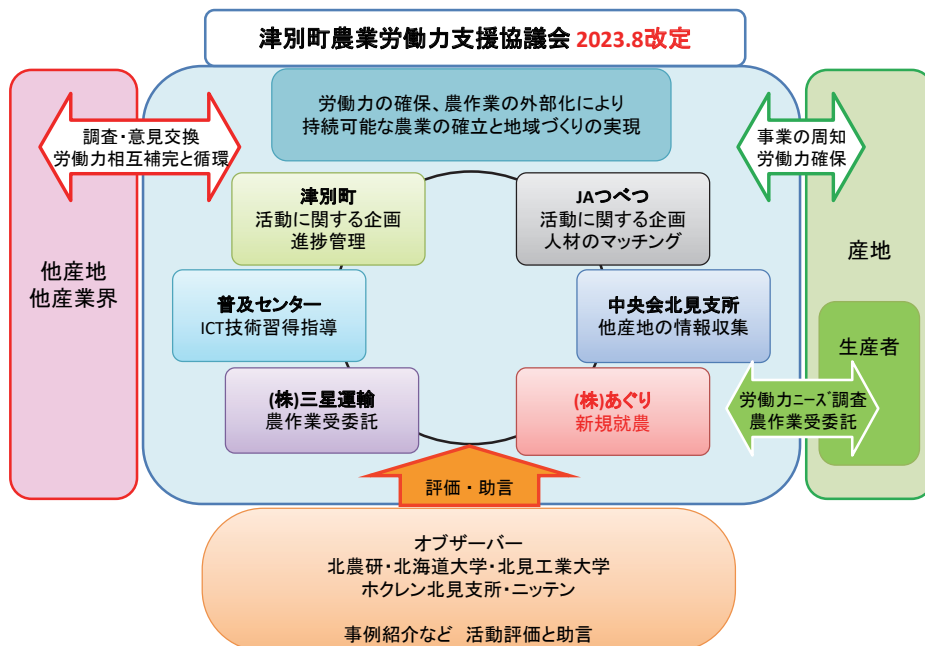 津別町農業労働力支援協議会 2023.8改定
労働力の確保、農作業の外部化により
持続可能な農業の確立と地域づくりの実現
調査・意見交換
労働力相互補完と循環
事業の周知
労働力確保
他産地
他産業界
津別町
活動に関する企画
進捗管理
JAつべつ
活動に関する企画
人材のマッチング
産地
普及センター
ICT技術習得指導
中央会北見支所
他産地の情報収集
生産者
(株)三星運輸
農作業受委託
(株)あぐり
新規就農
労働力ニーズ調査
農作業受委託
評価・助言
オブザーバー
北農研・北海道大学・北見工業大学
ホクレン北見支所・ニッテン
事例紹介など 活動評価と助言